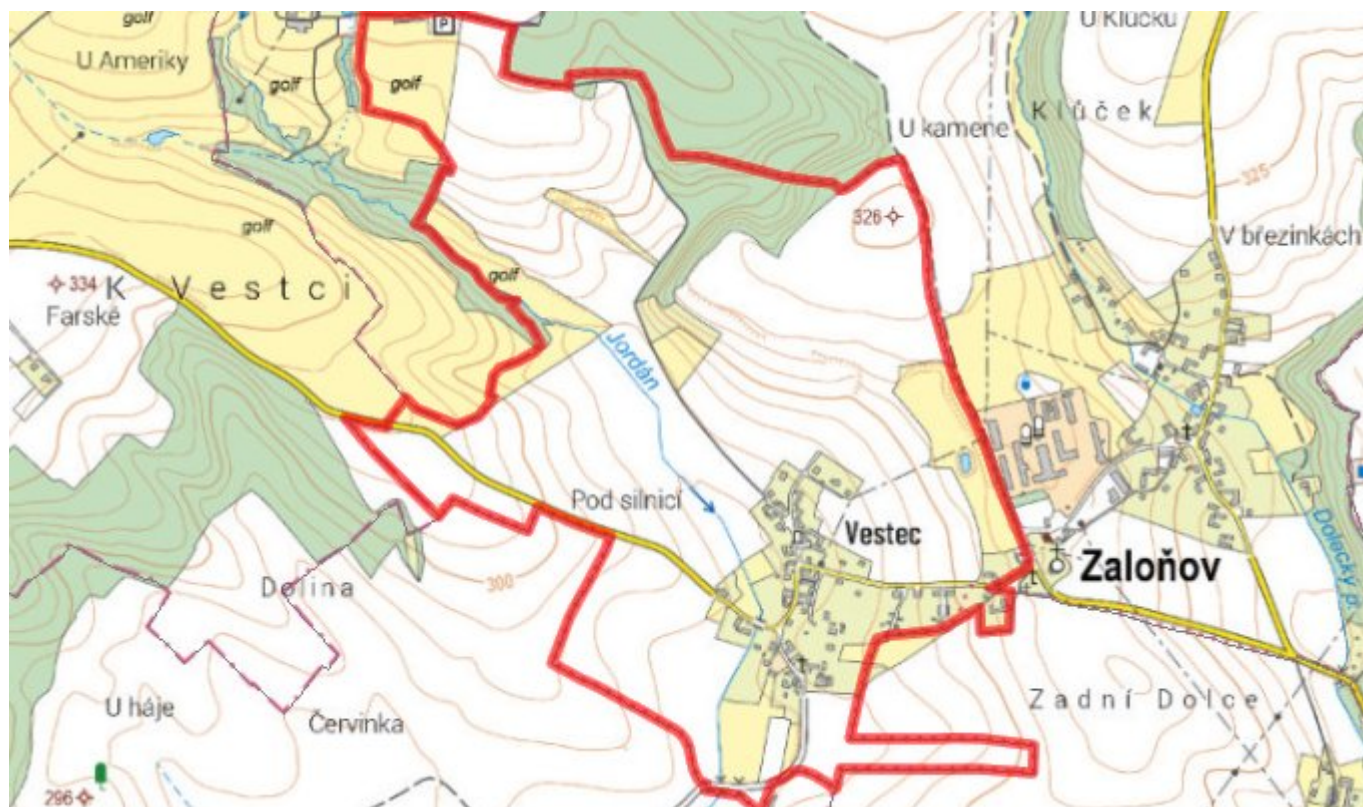 golf
P
U Klůčku
U Ameriky
golf
golf
Klůček
U kamene
325
326
V březinkách
golf
golf
334
K Vestci
Farské
Jordán
Pod silnicí
Vestec
Zaloňov
Dolina
300
Dolecký p.
U háje
Červinka
Zadní Dolce
296